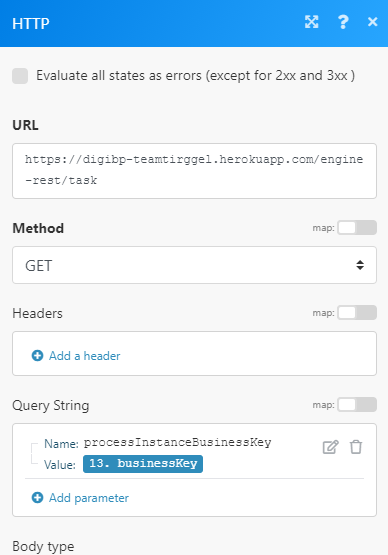 HTTP
Evaluate all states as errors (except for 2xx and 3xx )
URL
https://digibp-teamtirggel.herokuapp.com/engine
-rest/task
Method
map:
GET
Headers
map:
Add a header
Query String
map:
Name: processInstanceBusinessKey
Value: 13. businessKey
Add parameter
Body type